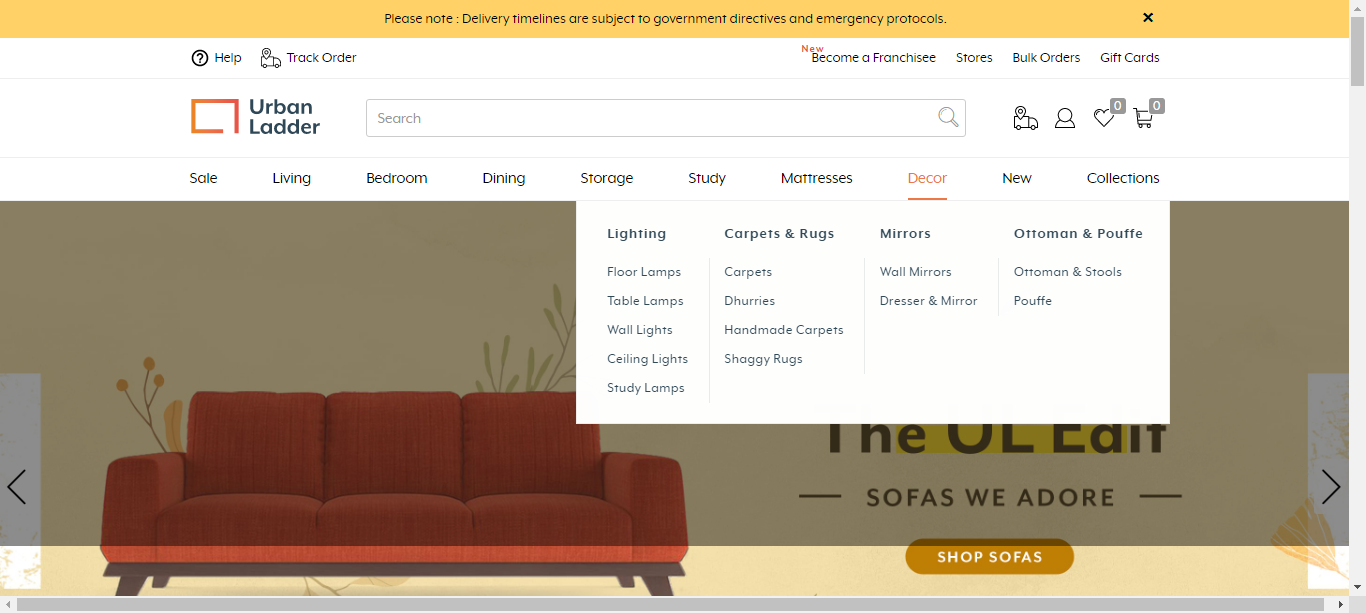 Please note : Delivery timelines are subject to government directives and emergency protocols. ×
Help Track Order New Become a Franchisee Stores Bulk Orders Gift Cards
Urban
Ladder
Search
0 0
Sale Living Bedroom Dining Storage Study Mattresses Decor New Collections
Lighting Carpets & Rugs Mirrors Ottoman & Pouffe
Floor Lamps Carpets Wall Mirrors Ottoman & Stools
Table Lamps Dhurries Dresser & Mirror Pouffe
Wall Lights Handmade Carpets
Ceiling Lights Shaggy Rugs
Study Lamps
The UL Edit
SOFAS WE ADORE
SHOP SOFAS